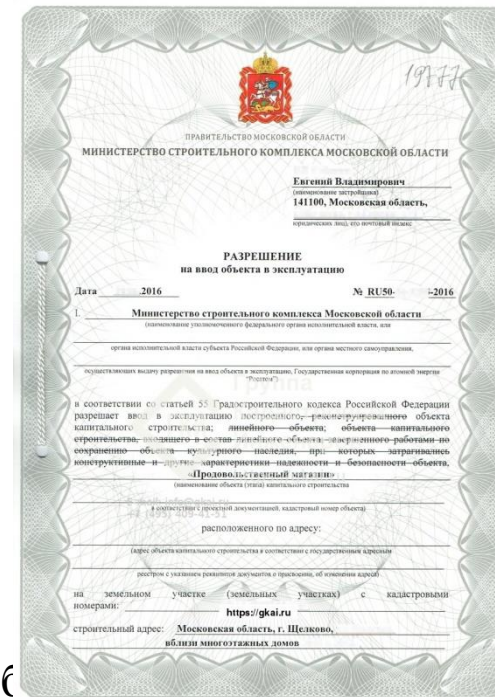 19777
ПРАВИТЕЛЬСТВО МОСКОВСКОЙ ОБЛАСТИ
МИНИСТЕРСТВО СТРОИТЕЛЬНОГО КОМПЛЕКСА МОСКОВСКОЙ ОБЛАСТИ
Евгений Владимирович
(наименование застройщика)
141100, Московская область,
юридических лиц), его почтовый индекс
РАЗРЕШЕНИЕ
на ввод объекта в эксплуатацию
Дата .2016 № RU50- -2016
1. Министерство строительного комплекса Московской области
(наименование уполномоченного федерального органа исполнительной власти, или
органа исполнительной власти субъекта Российской Федерации, или органа местного самоуправления,
осуществляющих выдачу разрешения на ввод объекта в эксплуатацию, Государственная корпорация по атомной энергии
"Росатом")
Группа
в соответствии со статьей 55 Градостроительного кодекса Российской Федерации
разрешает ввод в эксплуатацию построенного, реконструированного объекта
капитального строительства; линейного объекта; объекта капитального
строительства, входящего в состав линейного объекта; завершенного работами по
сохранению объекта культурного наследия, при которых затрагивались
конструктивные и другие характеристики надежности и безопасности объекта,
«Продовольственный магазин»
(наименование объекта (этапа) капитального строительства
в соответствии с проектной документацией, кадастровый номер объекта)
расположенного по адресу:
(адрес объекта капитального строительства в соответствии с государственным адресным
реестром с указанием реквизитов документов о присвоении, об изменении адреса)
на земельном участке (земельных участках) с кадастровыми
номерами:
https://gkai.ru
строительный адрес: Московская область, г. Щелково,
вблизи многоэтажных домов